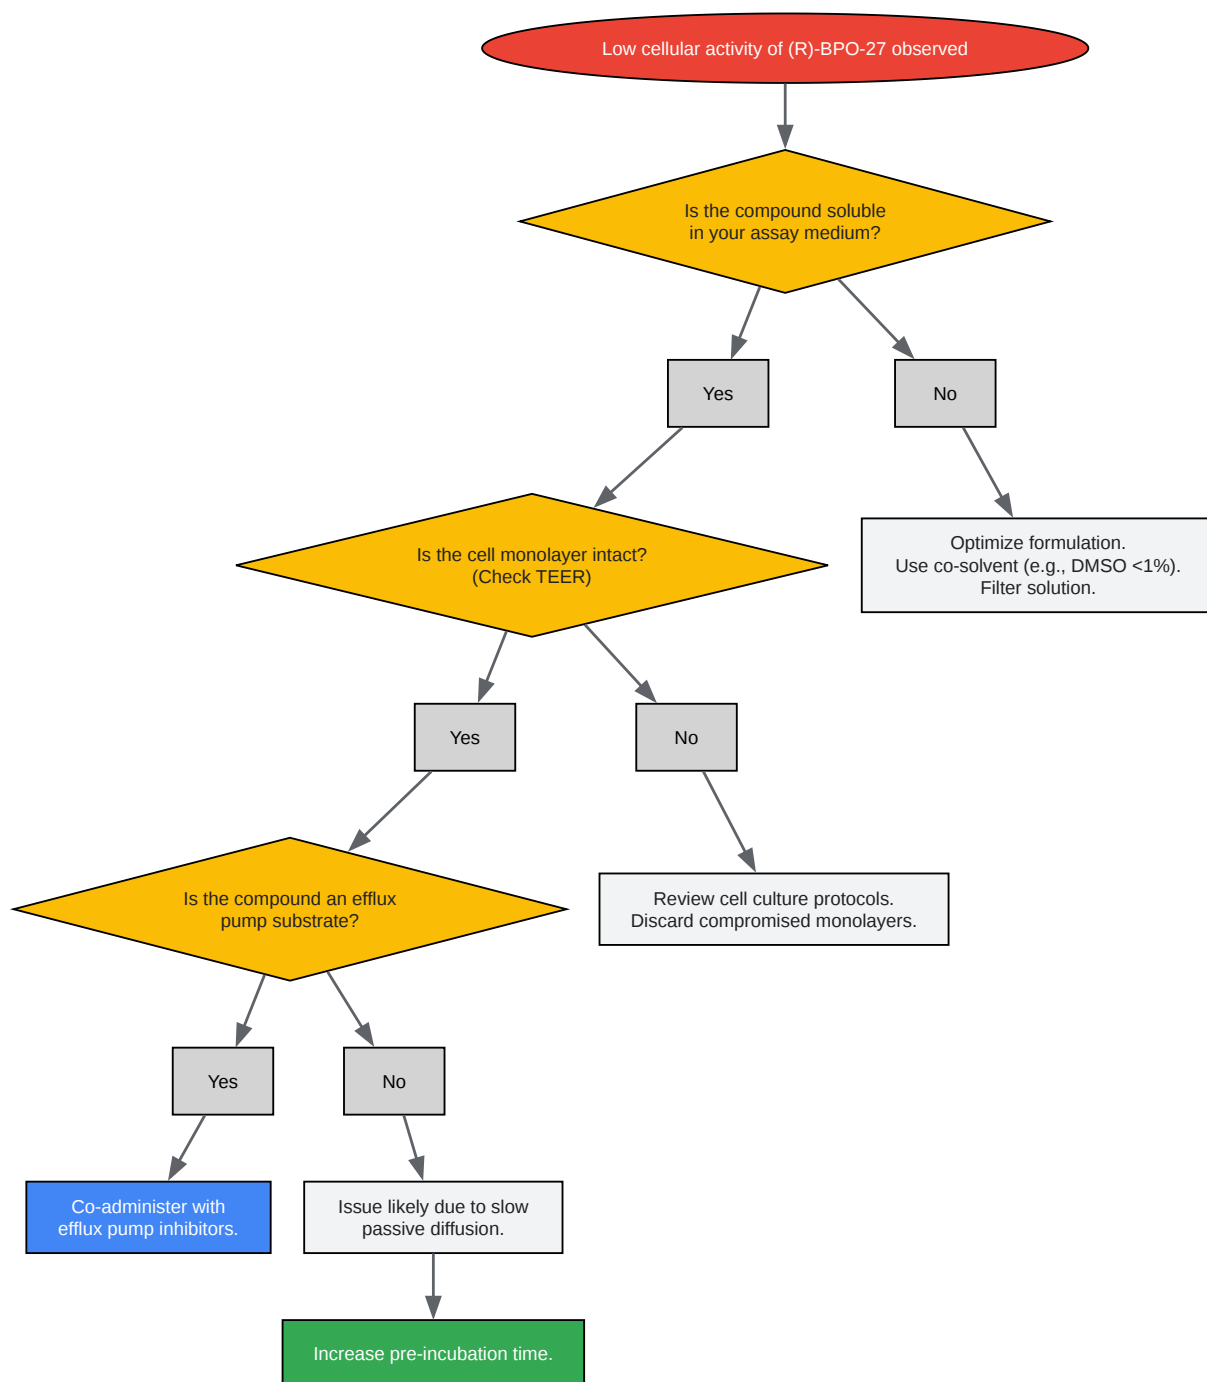 Low cellular activity of (R)-BPO-27 observed
Is the compound soluble
in your assay medium?
Yes
No
Is the cell monolayer intact?
(Check TEER)
Optimize formulation.
Use co-solvent (e.g., DMSO <1%).
Filter solution.
Yes
No
Is the compound an efflux
pump substrate?
Review cell culture protocols.
Discard compromised monolayers.
Yes
No
Co-administer with
efflux pump inhibitors.
Issue likely due to slow
passive diffusion.
Increase pre-incubation time.